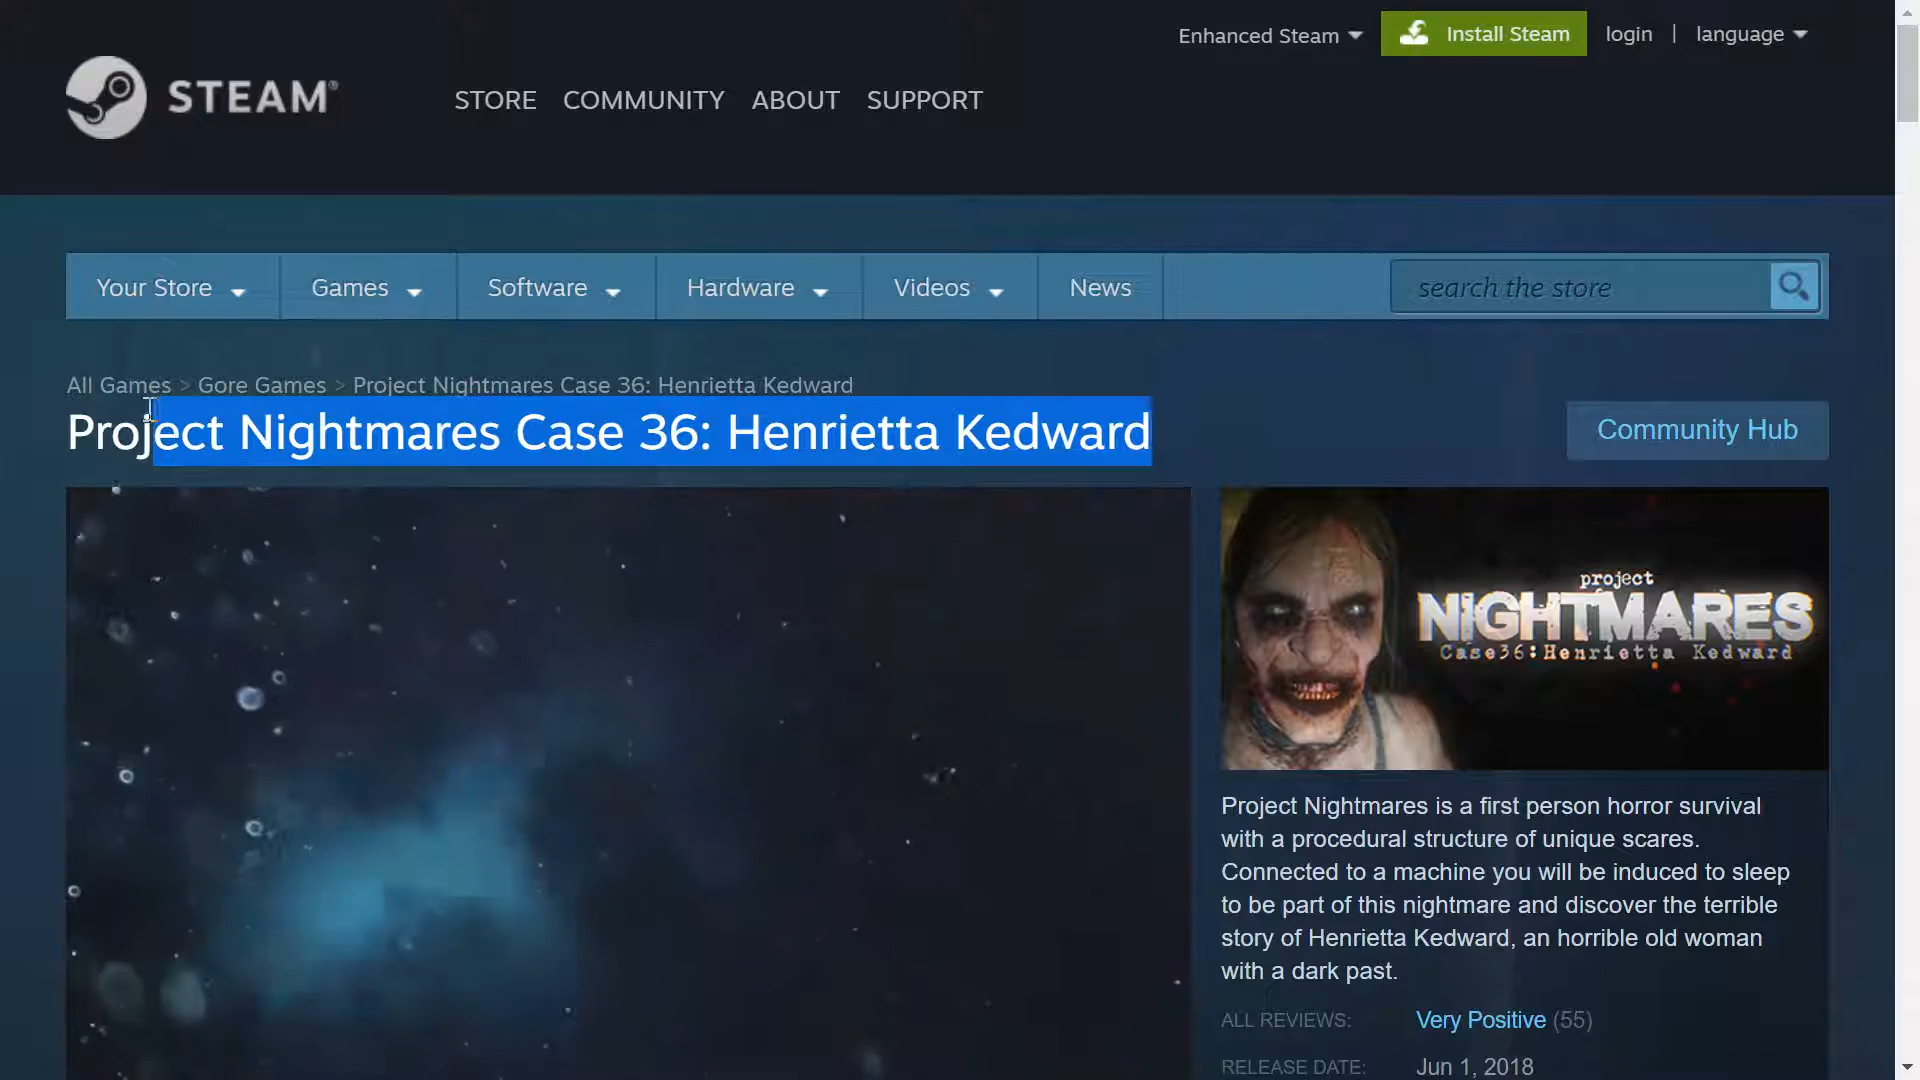 Enhanced Steam
Install Steam
login
|
language
STEAM®
STORE
COMMUNITY
ABOUT
SUPPORT
Your Store
Games
Software
Hardware
Videos
News
search the store
All Games > Gore Games > Project Nightmares Case 36: Henrietta Kedward
Project Nightmares Case 36: Henrietta Kedward
Community Hub
project
NIGHTMARES
Case36:Henrietta Kedward
Project Nightmares is a first person horror survival
with a procedural structure of unique scares.
Connected to a machine you will be induced to sleep
to be part of this nightmare and discover the terrible
story of Henrietta Kedward, an horrible old woman
with a dark past.
ALL REVIEWS: Very Positive (55)
RELEASE DATE: Jun 1, 2018